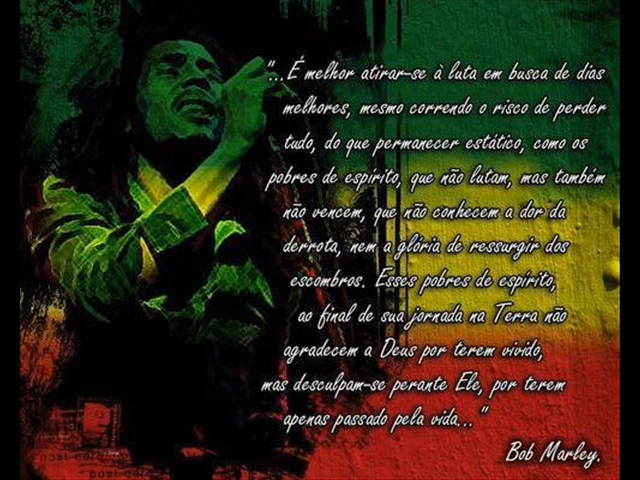 "...É melhor atirar-se à luta em busca de dias
melhores, mesmo correndo o risco de perder
tudo, do que permanecer estático, como os
pobres de espírito, que não lutam, mas também
não vencem, que não conhecem a dor da
derrota, nem a glória de ressurgir dos
escombros. Esses pobres de espírito,
ao final de sua jornada na Terra não
agradecem a Deus por terem vivido,
mas desculpam-se perante Ele, por terem
apenas passado pela vida..."
Bob Marley.